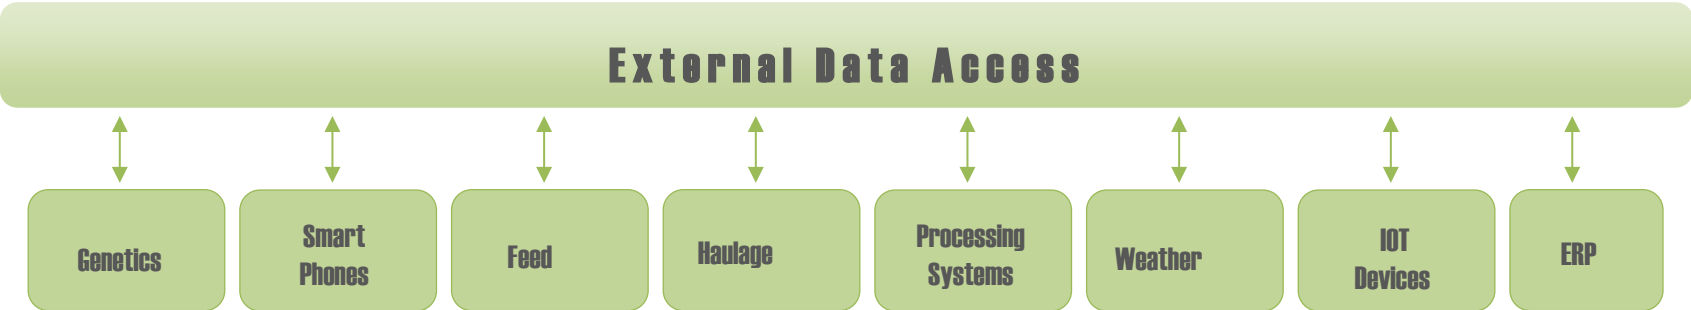 External Data Access
Genetics
Smart
Phones
Feed
Haulage
Processing
Systems
Weather
IOT
Devices
ERP